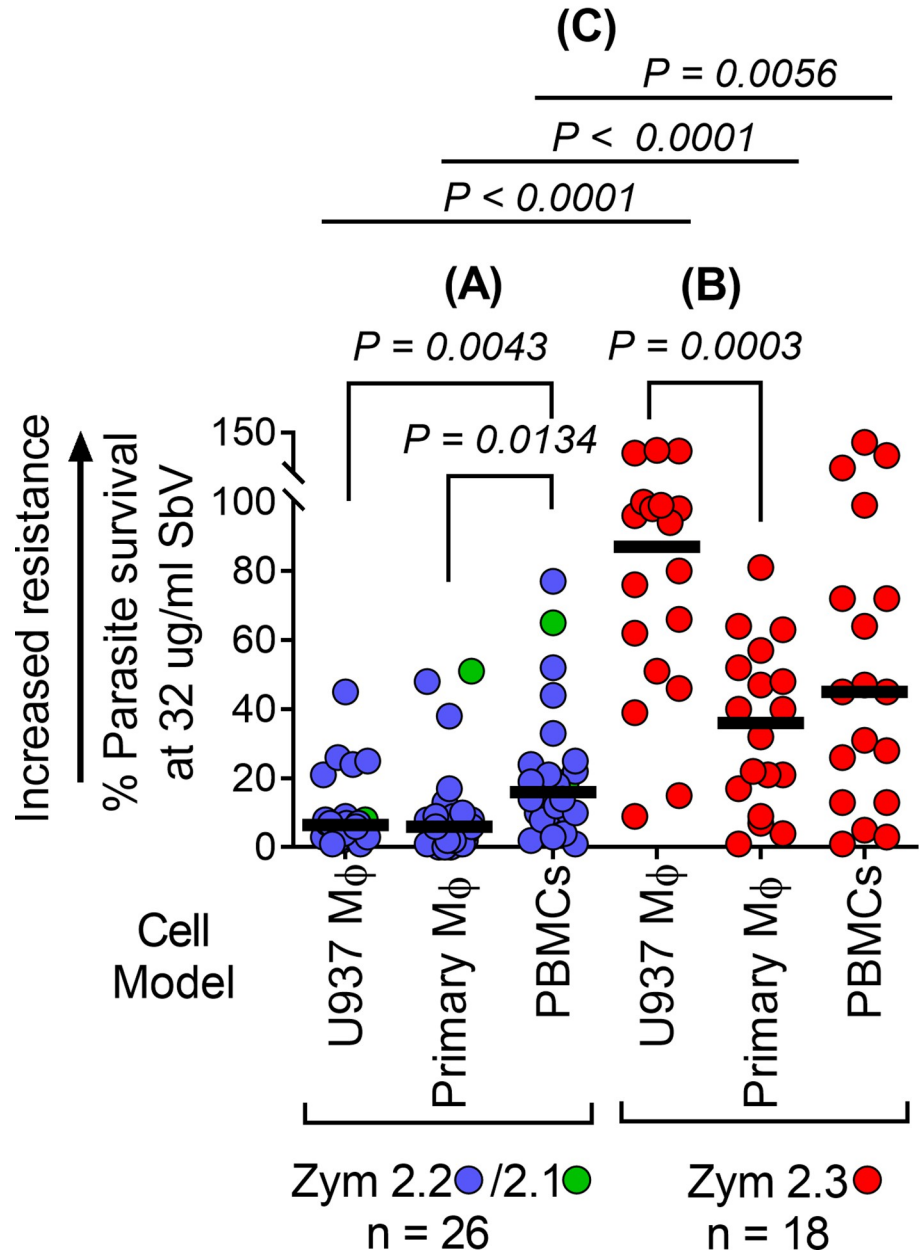 (C)
P = 0.0056
P < 0.0001
P < 0.0001
(A)
(B)
P = 0.0043
P = 0.0003
P = 0.0134
Increased resistance
% Parasite survival
at 32 ug/ml SbV
150
100
80
60
40
20
0
Cell
Model
U937 Mϕ
Primary Mϕ
PBMCs
U937 Mϕ
Primary Mϕ
PBMCs
Zym 2.2 /2.1
n = 26
Zym 2.3
n = 18